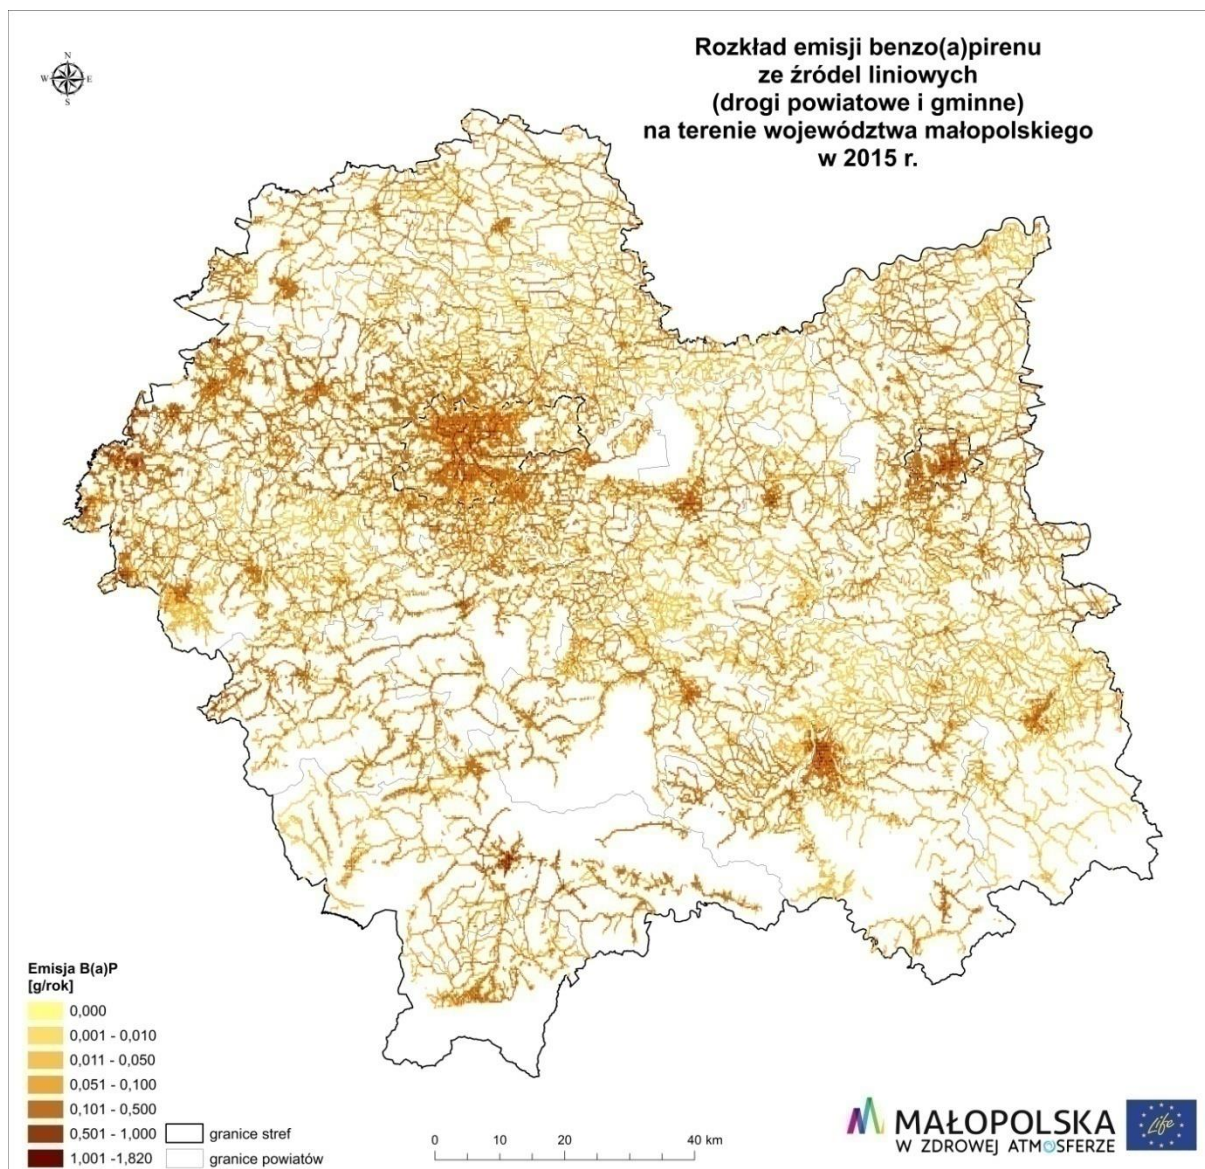 Rozkład emisji benzo(a)pirenu
ze źródel liniowych
(drogi powiatowe i gminne)
na terenie województwa małopolskiego
w 2015 r.
N
W E
S
Emisja B(a)P
[g/rok]
0,000
0,001 - 0,010
0,011 - 0,050
0,051 - 0,100
0,101 - 0,500
0,501 - 1,000
1,001 -1,820
granice stref
granice powiatów
0 10 20 40 km
MAŁOPOLSKA
W ZDROWEJ ATMOSFERZE
Life